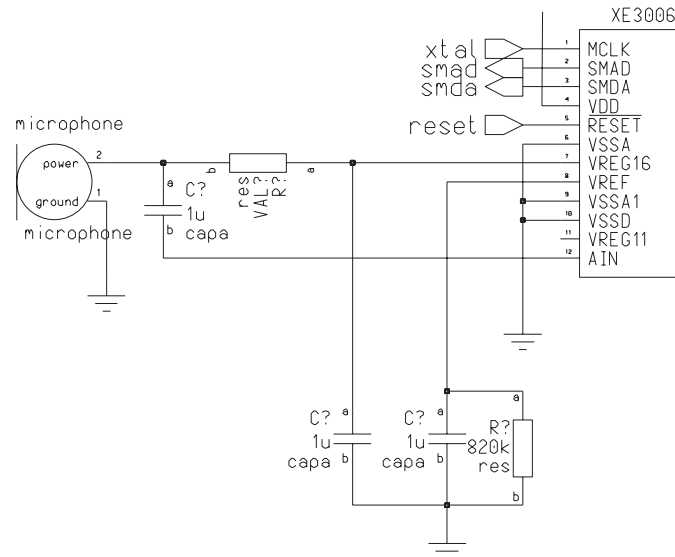 XE3006
xtal
smad
smda
reset
1 MCLK
2 SMAD
3 SMDA
4 VDD
5 RESET
6 VSSA
7 VREG16
8 VREF
9 VSSA1
10 VSSD
11 VREG11
12 AIN
microphone
power 2
ground 1
microphone
a C?
1u
b capa
b
res
VAL?
R?
a
C? a
1u
capa b
C? a
1u
capa b
a
R?
820k
res
b